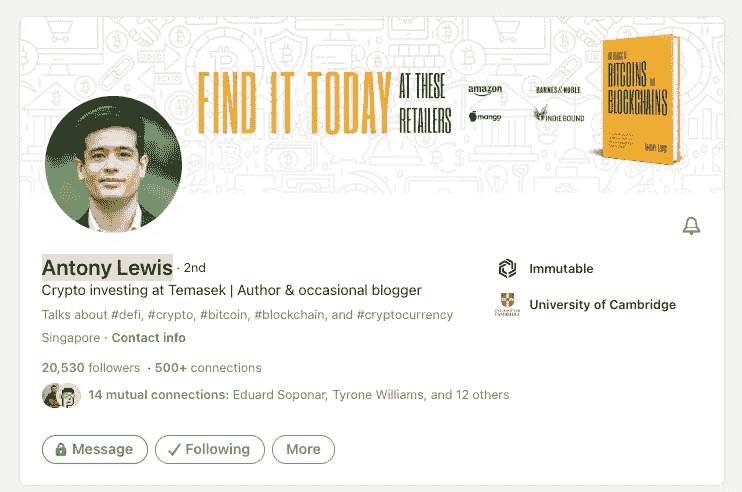 FIND IT TODAY AT THESE RETAILERS
amazon
BARNES & NOBLE
mango
INDIEBOUND
BITCOINS AND BLOCKCHAINS
Antony Lewis · 2nd
Crypto investing at Temasek | Author & occasional blogger
Talks about #defi, #crypto, #bitcoin, #blockchain, and #cryptocurrency
Singapore · Contact info
20,530 followers · 500+ connections
14 mutual connections: Eduard Soponar, Tyrone Williams, and 12 others
Immutable
University of Cambridge
Message
Following
More